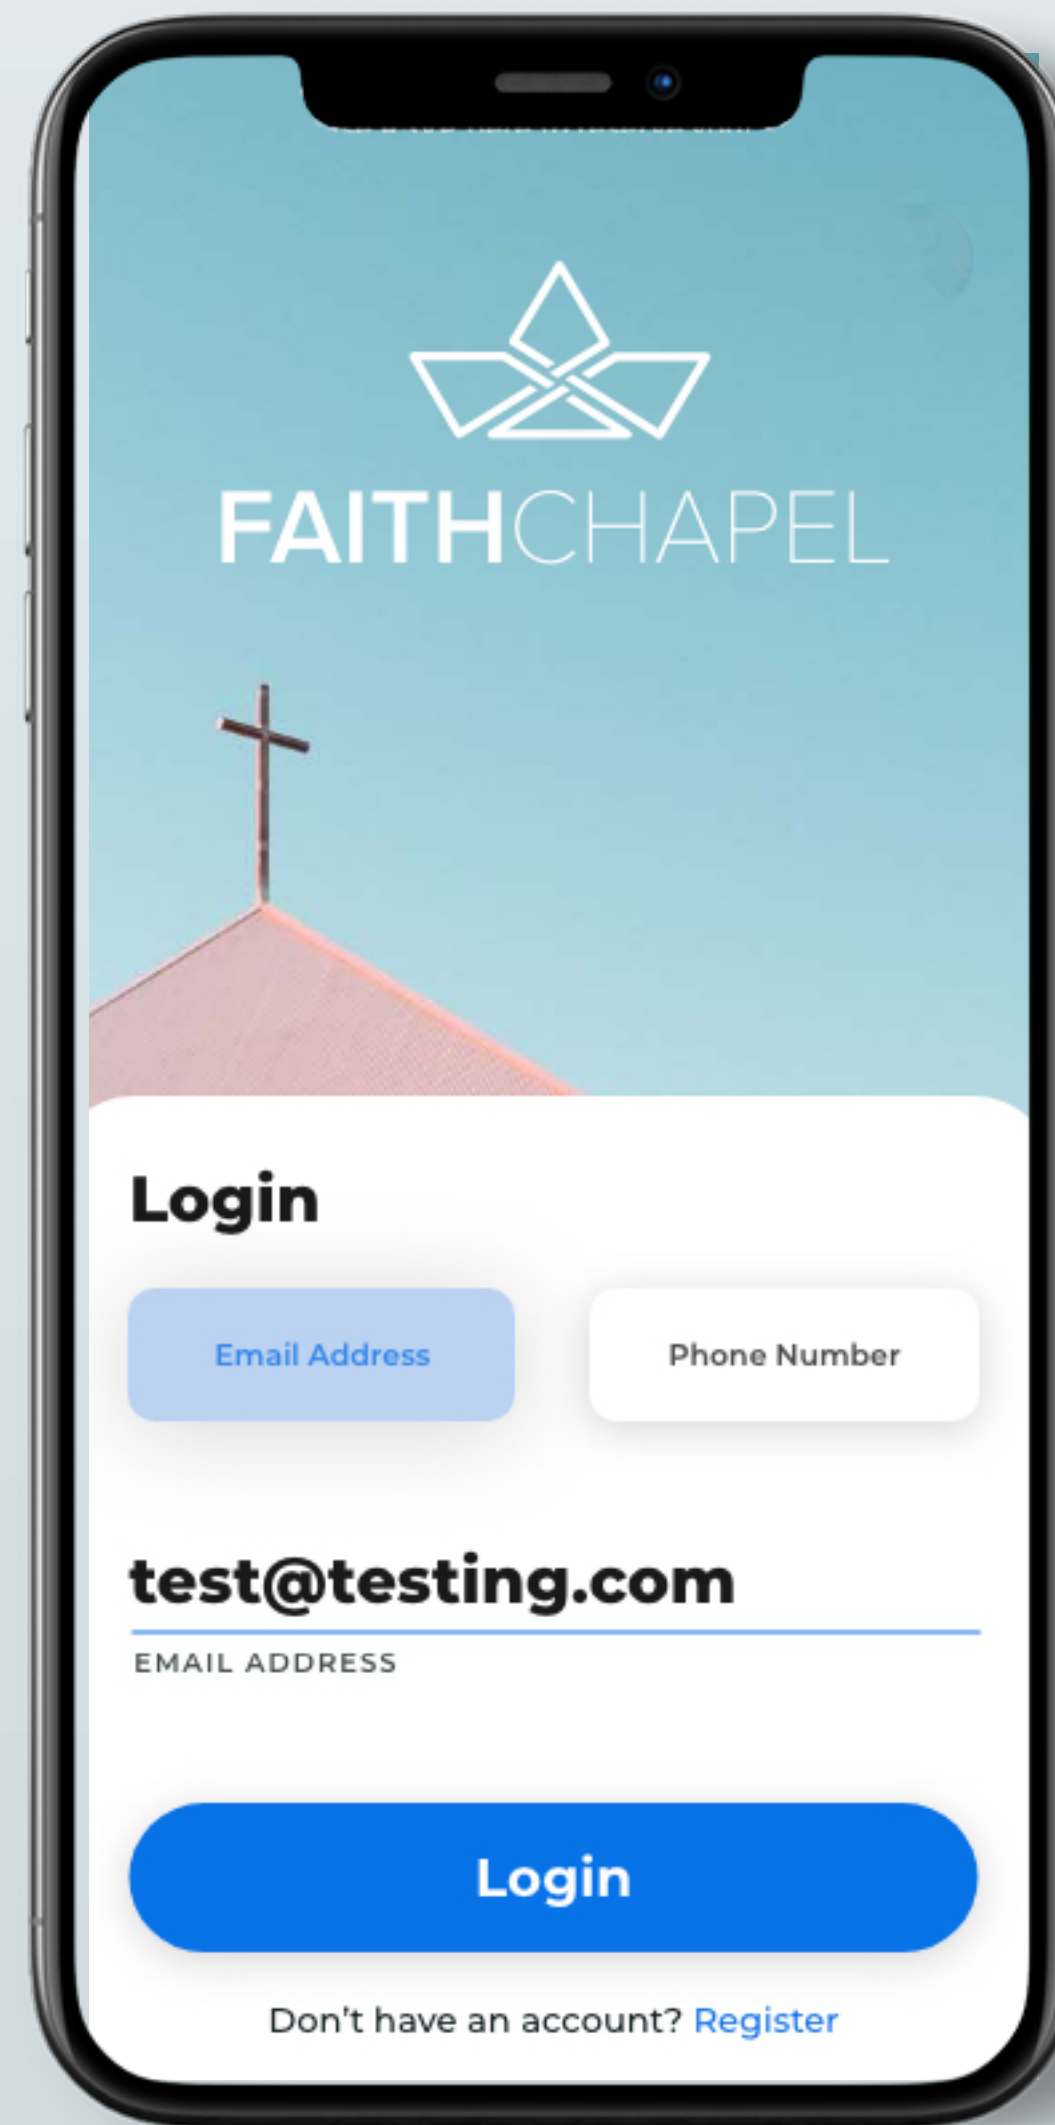 FAITHCHAPEL
Login
Email Address
Phone Number
test@testing.com
EMAIL ADDRESS
Login
Don't have an account? Register